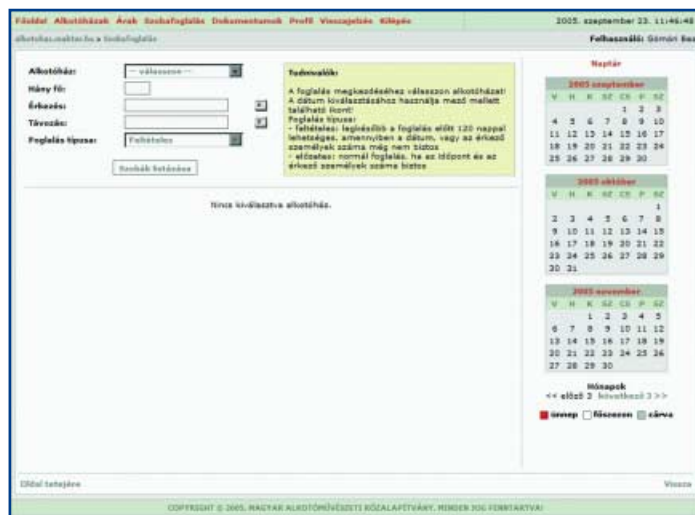 Főoldal Alkotóházak Árak Szobafoglalás Dokumentumok Profil Visszajelzés Kilépés
2005. szeptember 23. 11:46:48
alkotohaz.maktar.hu » Szobafoglalás
Felhasználó: Gömöri Bea
Alkotóház: -- válasszon --
Hány fő:
Érkezés:
Távozás:
Foglalás típusa: Feltételes
Szobák listázása
Tudnivalók:
A foglalás megkezdéséhez válasszon alkotóházat!
A dátum kiválasztásához használja mező mellett
található ikont!
Foglalás típusa:
- feltételes: legkésőbb a foglalás előtt 120 nappal
lehetséges, amennyiben a dátum, vagy az érkező
személyek száma még nem biztos
- előzetes: normál foglalás, ha az időpont és az
érkező személyek száma biztos
Nincs kiválasztva alkotóház.
Naptár
2005 szeptember
V H K SZ CS P SZ
1 2 3
4 5 6 7 8 9 10
11 12 13 14 15 16 17
18 19 20 21 22 23 24
25 26 27 28 29 30
2005 október
V H K SZ CS P SZ
1
2 3 4 5 6 7 8
9 10 11 12 13 14 15
16 17 18 19 20 21 22
23 24 25 26 27 28 29
30 31
2005 november
V H K SZ CS P SZ
1 2 3 4 5
6 7 8 9 10 11 12
13 14 15 16 17 18 19
20 21 22 23 24 25 26
27 28 29 30
Hónapok
<< előző 3 következő 3 >>
ünnep főszezon zárva
Oldal tetejére
Vissza
COPYRIGHT © 2005. MAGYAR ALKOTÓMŰVÉSZETI KÖZALAPÍTVÁNY. MINDEN JOG FENNTARTVA!